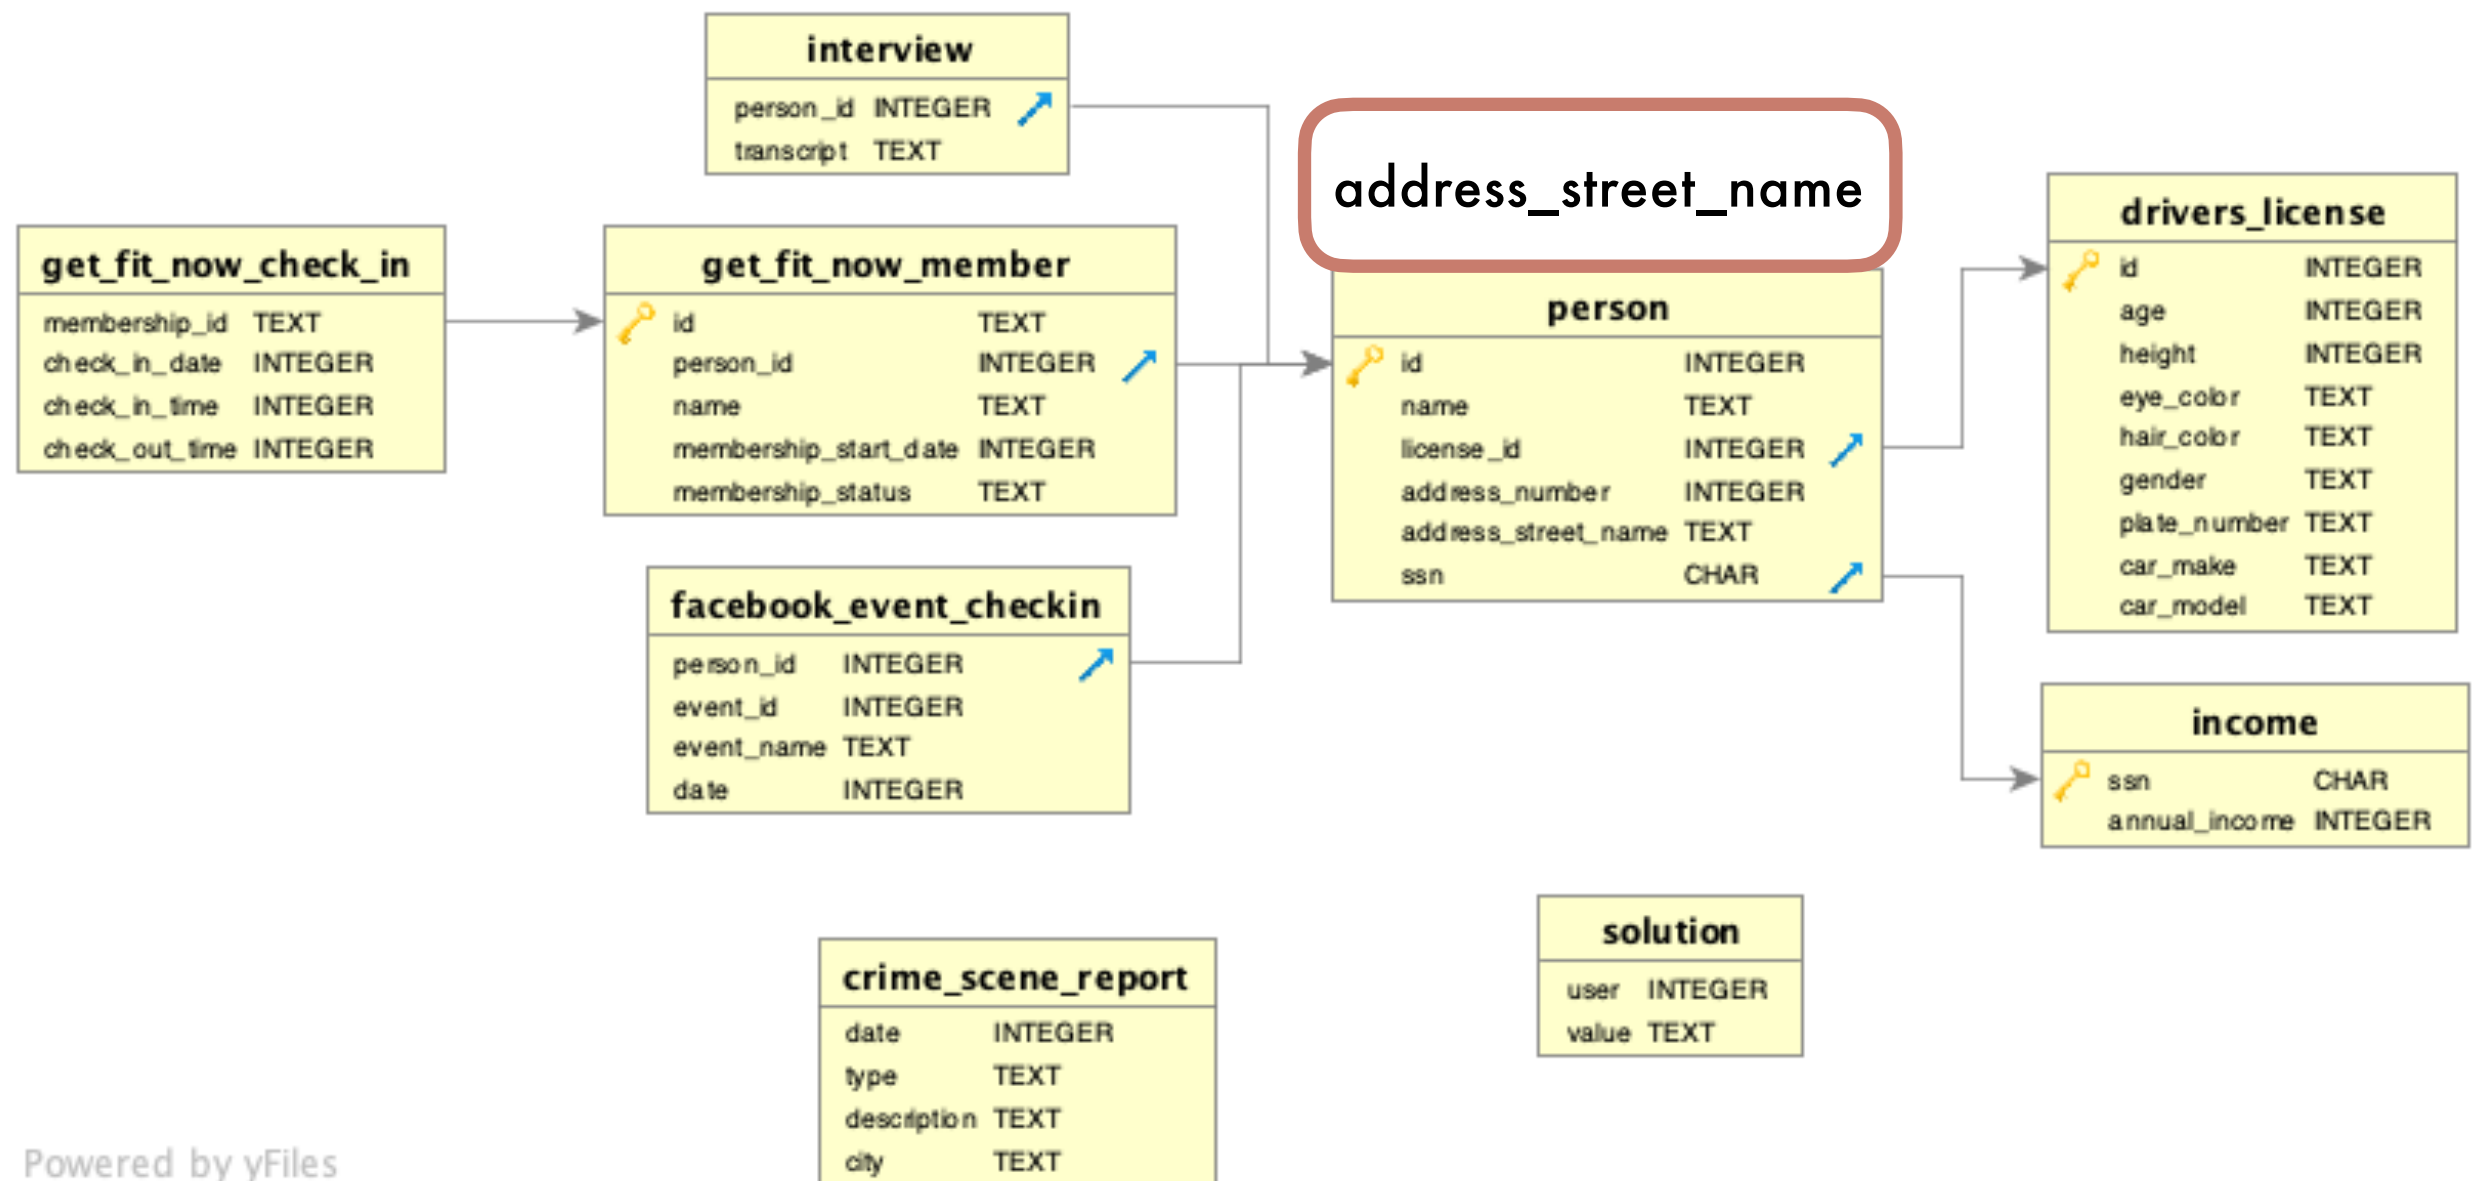 interview
person_id INTEGER
transcript TEXT
address_street_name
get_fit_now_check_in
membership_id TEXT
check_in_date INTEGER
check_in_time INTEGER
check_out_time INTEGER
get_fit_now_member
id TEXT
person_id INTEGER
name TEXT
membership_start_date INTEGER
membership_status TEXT
person
id INTEGER
name TEXT
license_id INTEGER
address_number INTEGER
address_street_name TEXT
ssn CHAR
drivers_license
id INTEGER
age INTEGER
height INTEGER
eye_color TEXT
hair_color TEXT
gender TEXT
plate_number TEXT
car_make TEXT
car_model TEXT
facebook_event_checkin
person_id INTEGER
event_id INTEGER
event_name TEXT
date INTEGER
income
ssn CHAR
annual_income INTEGER
solution
user INTEGER
value TEXT
crime_scene_report
date INTEGER
type TEXT
description TEXT
city TEXT
Powered by yFiles